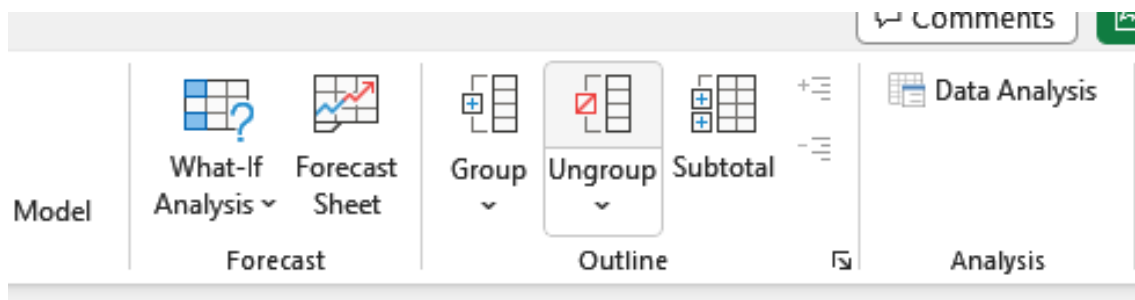 Comments
Model
What-If
Analysis
Forecast
Sheet
Forecast
Group
Ungroup
Subtotal
Outline
Data Analysis
Analysis